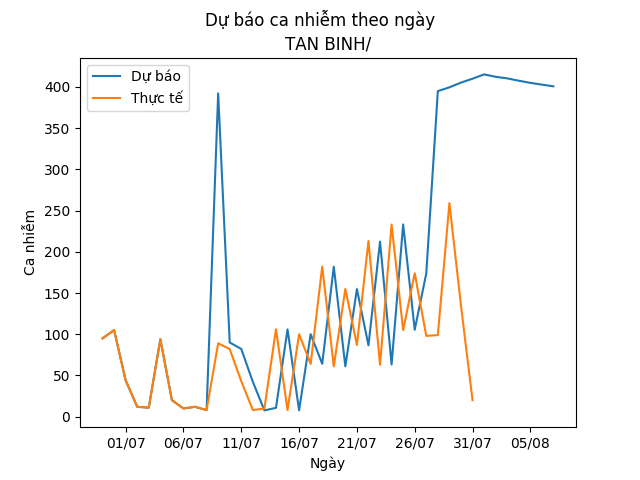 Dự báo ca nhiễm theo ngày
TAN BINH/
Dự báo
Thực tế
Ca nhiễm
400
350
300
250
200
150
100
50
0
01/07 06/07 11/07 16/07 21/07 26/07 31/07 05/08
Ngày